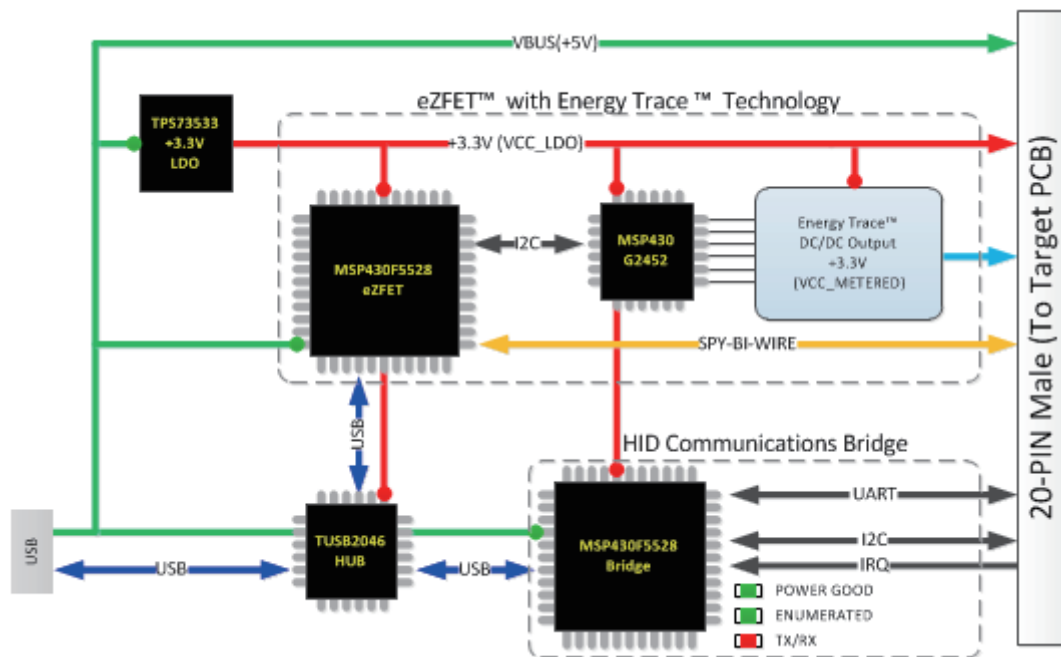 VBUS(+5V)
eZFET™ with Energy Trace ™ Technology
TPS73533
+3.3V
LDO
+3.3V (VCC_LDO)
MSP430F5528
eZFET
I2C
MSP430
G2452
Energy Trace™
DC/DC Output
+3.3V
(VCC_METERED)
SPY-BI-WIRE
USB
HID Communications Bridge
USB
USB
TUSB2046
HUB
USB
MSP430F5528
Bridge
UART
I2C
IRQ
POWER GOOD
ENUMERATED
TX/RX
20-PIN Male (To Target PCB)